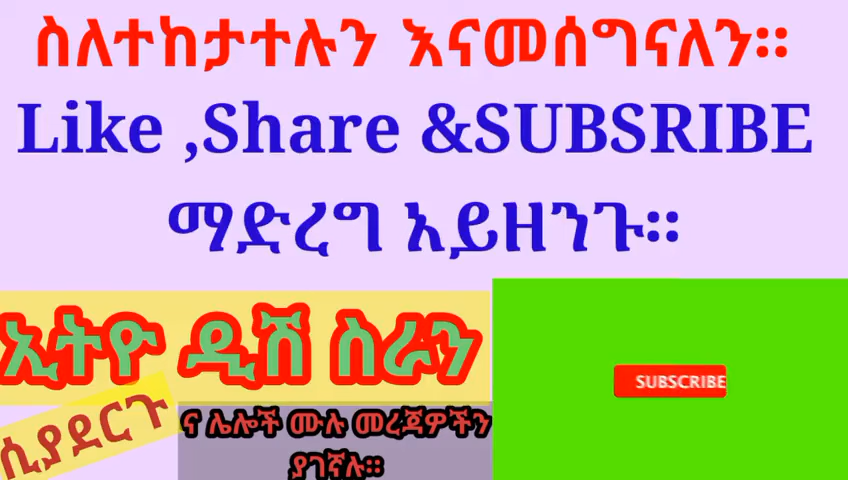 ስለተከታተሉን እናመሰግናለን።
Like ,Share &SUBSRIBE
ማድረግ አይዘንጉ።
ኢትዮ ዲሽ ስራን
SUBSCRIBE
ሲያደርጉ
ና ሌሎች ሙሉ መረጃዎችን
ያገኛሉ።